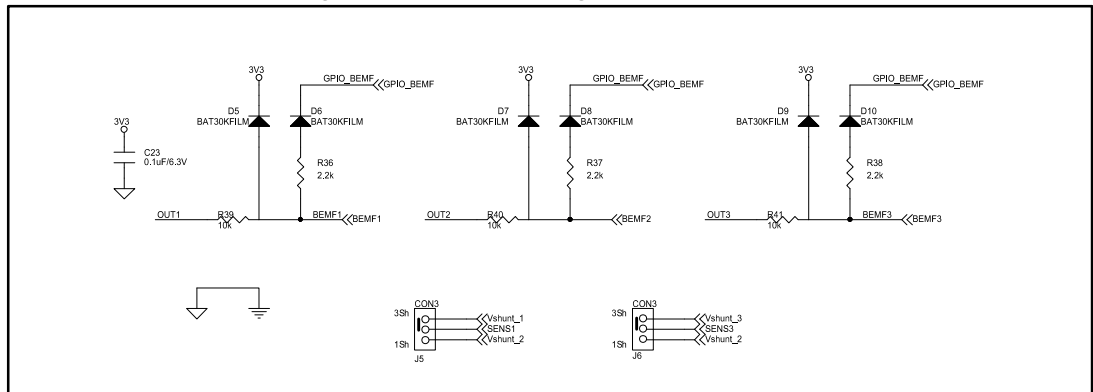 3V3
GPIO_BEMF
GPIO_BEMF
D5
BAT30KFILM
D6
BAT30KFILM
R36
2.2k
OUT1
R39
10k
BEMF1
BEMF1
3V3
C23
0.1uF/6.3V
3V3
GPIO_BEMF
GPIO_BEMF
D7
BAT30KFILM
D8
BAT30KFILM
R37
2.2k
OUT2
R40
10k
BEMF2
3V3
GPIO_BEMF
GPIO_BEMF
D9
BAT30KFILM
D10
BAT30KFILM
R38
2.2k
OUT3
R41
10k
BEMF3
BEMF3
CON3
3Sh
1Sh
Vshunt_1
SENS1
Vshunt_2
J5
CON3
3Sh
1Sh
Vshunt_3
SENS3
Vshunt_2
J6